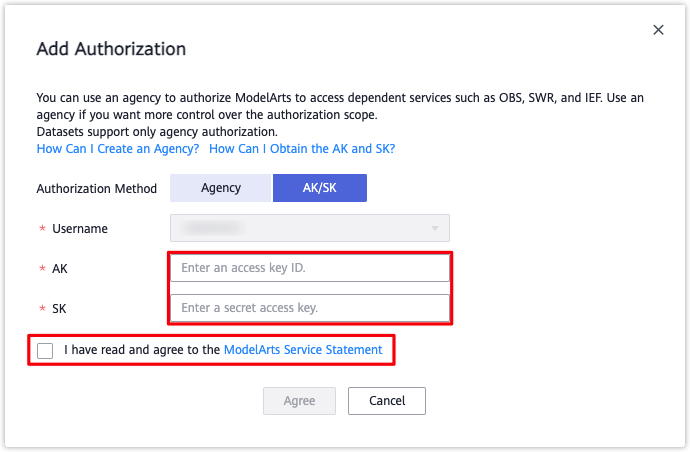 Add Authorization
You can use an agency to authorize ModelArts to access dependent services such as OBS, SWR, and IEF. Use an
agency if you want more control over the authorization scope.
Datasets support only agency authorization.
How Can I Create an Agency? How Can I Obtain the AK and SK?
Authorization Method Agency AK/SK
* Username
* AK Enter an access key ID.
* SK Enter a secret access key.
I have read and agree to the ModelArts Service Statement
Agree Cancel